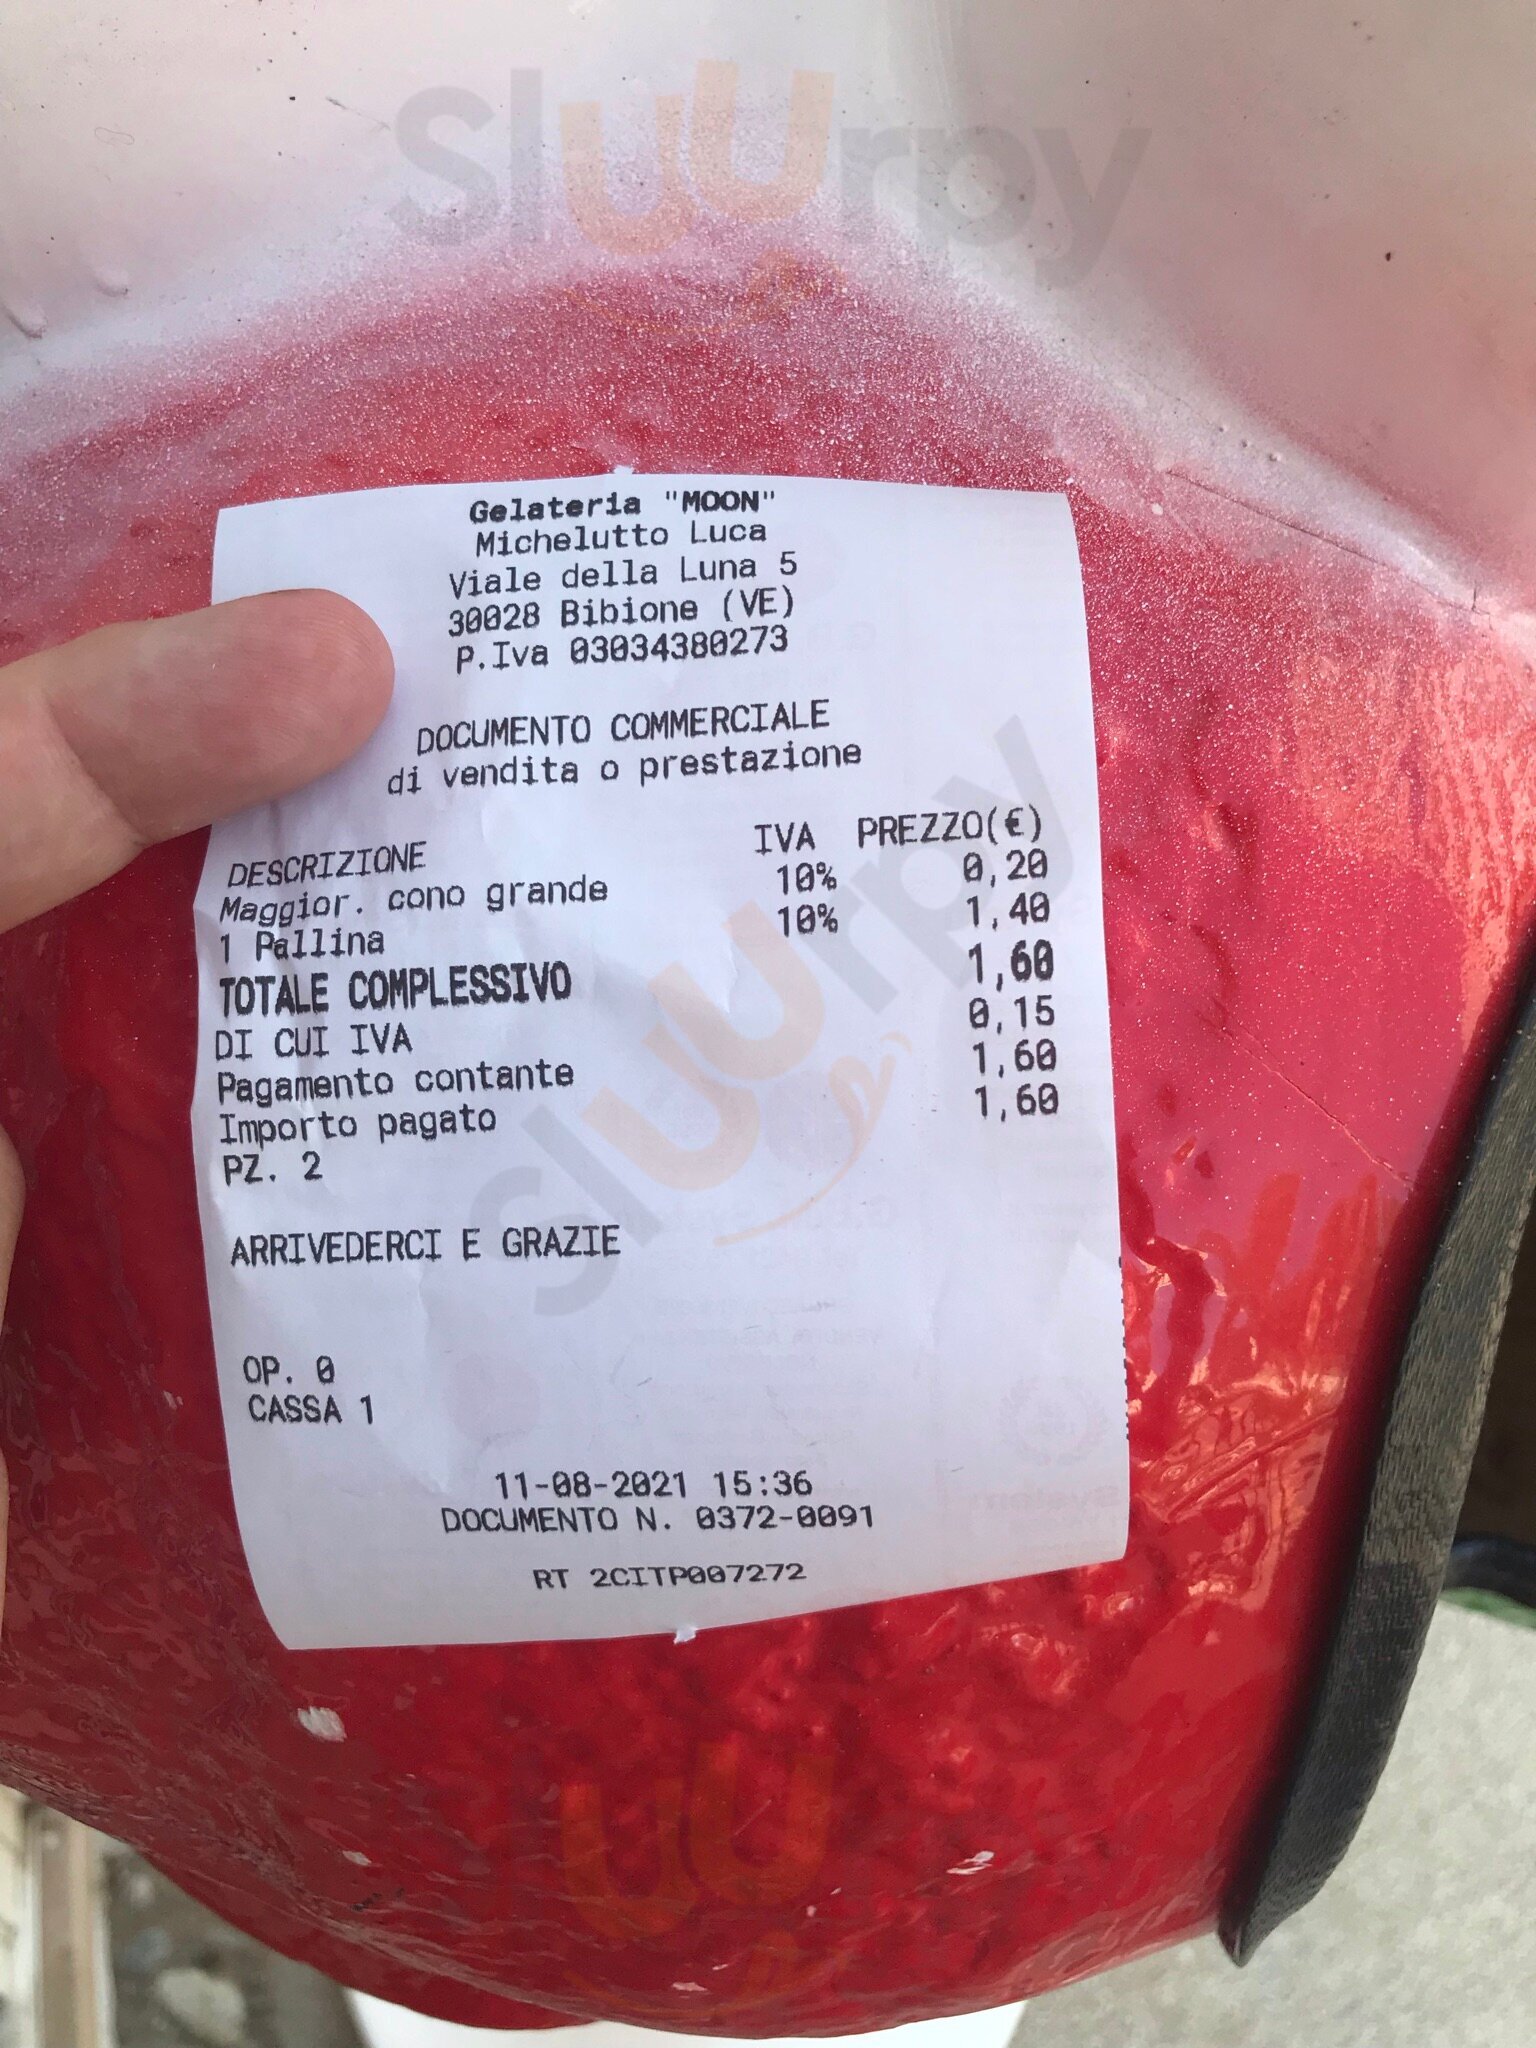 Sluurpy
Gelateria "MOON"
Michelutto Luca
Viale della Luna 5
30028 Bibione (VE)
P.Iva 03034380273
DOCUMENTO COMMERCIALE
di vendita o prestazione
DESCRIZIONE IVA PREZZO(€)
Maggior. cono grande 10% 0,20
1 Pallina 10% 1,40
TOTALE COMPLESSIVO 1,60
DI CUI IVA 0,15
Pagamento contante 1,60
Importo pagato 1,60
PZ. 2
Sluurpy
ARRIVEDERCI E GRAZIE
OP. 0
CASSA 1
11-08-2021 15:36
DOCUMENTO N. 0372-0091
RT 2CITP007272